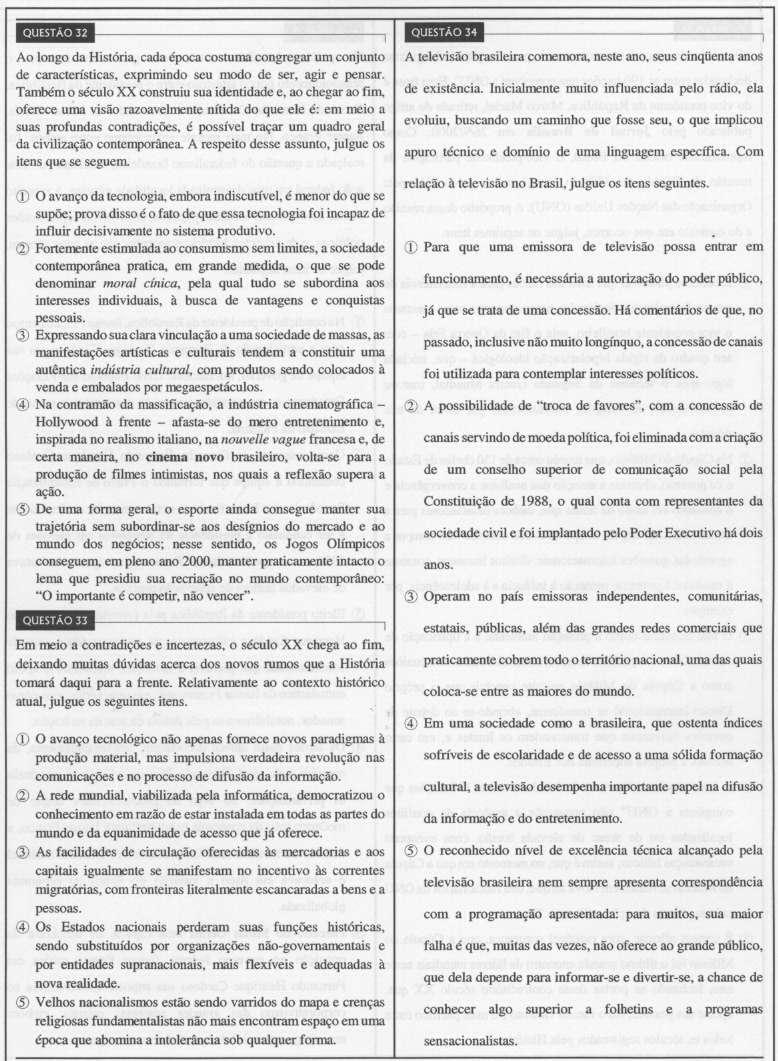 QUESTÃO 32
Ao longo da História, cada época costuma congregar um conjunto
de características, exprimindo seu modo de ser, agir e pensar.
Também o século XX construiu sua identidade e, ao chegar ao fim,
oferece uma visão razoavelmente nítida do que ele é: em meio a
suas profundas contradições, é possível traçar um quadro geral
da civilização contemporânea. A respeito desse assunto, julgue os
itens que se seguem.
① O avanço da tecnologia, embora indiscutível, é menor do que se
supõe; prova disso é o fato de que essa tecnologia foi incapaz de
influir decisivamente no sistema produtivo.
② Fortemente estimulada ao consumismo sem limites, a sociedade
contemporânea pratica, em grande medida, o que se pode
denominar moral cínica, pela qual tudo se subordina aos
interesses individuais, à busca de vantagens e conquistas
pessoais.
③ Expressando sua clara vinculação a uma sociedade de massas, as
manifestações artísticas e culturais tendem a constituir uma
autêntica indústria cultural, com produtos sendo colocados à
venda e embalados por megaespetáculos.
④ Na contramão da massificação, a indústria cinematográfica –
Hollywood à frente – afasta-se do mero entretenimento e,
inspirada no realismo italiano, na nouvelle vague francesa e, de
certa maneira, no cinema novo brasileiro, volta-se para a
produção de filmes intimistas, nos quais a reflexão supera a
ação.
⑤ De uma forma geral, o esporte ainda consegue manter sua
trajetória sem subordinar-se aos desígnios do mercado e ao
mundo dos negócios; nesse sentido, os Jogos Olímpicos
conseguem, em pleno ano 2000, manter praticamente intacto o
lema que presidiu sua recriação no mundo contemporâneo:
“O importante é competir, não vencer”.
QUESTÃO 33
Em meio a contradições e incertezas, o século XX chega ao fim,
deixando muitas dúvidas acerca dos novos rumos que a História
tomará daqui para a frente. Relativamente ao contexto histórico
atual, julgue os seguintes itens.
① O avanço tecnológico não apenas fornece novos paradigmas à
produção material, mas impulsiona verdadeira revolução nas
comunicações e no processo de difusão da informação.
② A rede mundial, viabilizada pela informática, democratizou o
conhecimento em razão de estar instalada em todas as partes do
mundo e da equanimidade de acesso que já oferece.
③ As facilidades de circulação oferecidas às mercadorias e aos
capitais igualmente se manifestam no incentivo às correntes
migratórias, com fronteiras literalmente escancaradas a bens e a
pessoas.
④ Os Estados nacionais perderam suas funções históricas,
sendo substituídos por organizações não-governamentais e
por entidades supranacionais, mais flexíveis e adequadas à
nova realidade.
⑤ Velhos nacionalismos estão sendo varridos do mapa e crenças
religiosas fundamentalistas não mais encontram espaço em uma
época que abomina a intolerância sob qualquer forma.
QUESTÃO 34
A televisão brasileira comemora, neste ano, seus cinqüenta anos
de existência. Inicialmente muito influenciada pelo rádio, ela
evoluiu, buscando um caminho que fosse seu, o que implicou
apuro técnico e domínio de uma linguagem específica. Com
relação à televisão no Brasil, julgue os itens seguintes.
① Para que uma emissora de televisão possa entrar em
funcionamento, é necessária a autorização do poder público,
já que se trata de uma concessão. Há comentários de que, no
passado, inclusive não muito longínquo, a concessão de canais
foi utilizada para contemplar interesses políticos.
② A possibilidade de “troca de favores”, com a concessão de
canais servindo de moeda política, foi eliminada com a criação
de um conselho superior de comunicação social pela
Constituição de 1988, o qual conta com representantes da
sociedade civil e foi implantado pelo Poder Executivo há dois
anos.
③ Operam no país emissoras independentes, comunitárias,
estatais, públicas, além das grandes redes comerciais que
praticamente cobrem todo o território nacional, uma das quais
coloca-se entre as maiores do mundo.
④ Em uma sociedade como a brasileira, que ostenta índices
sofríveis de escolaridade e de acesso a uma sólida formação
cultural, a televisão desempenha importante papel na difusão
da informação e do entretenimento.
⑤ O reconhecido nível de excelência técnica alcançado pela
televisão brasileira nem sempre apresenta correspondência
com a programação apresentada: para muitos, sua maior
falha é que, muitas das vezes, não oferece ao grande público,
que dela depende para informar-se e divertir-se, a chance de
conhecer algo superior a folhetins e a programas
sensacionalistas.